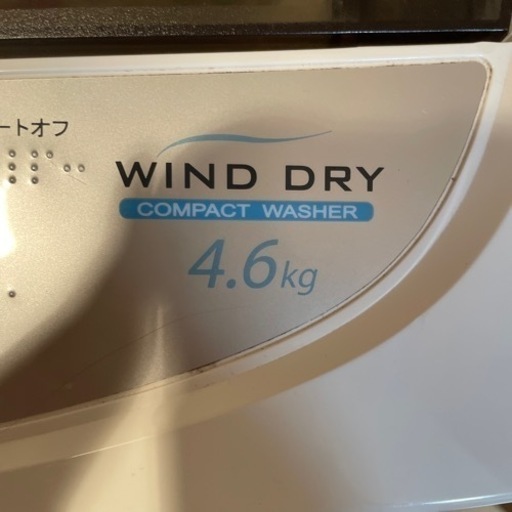 ートオフ
WIND DRY
COMPACT WASHER
4.6kg